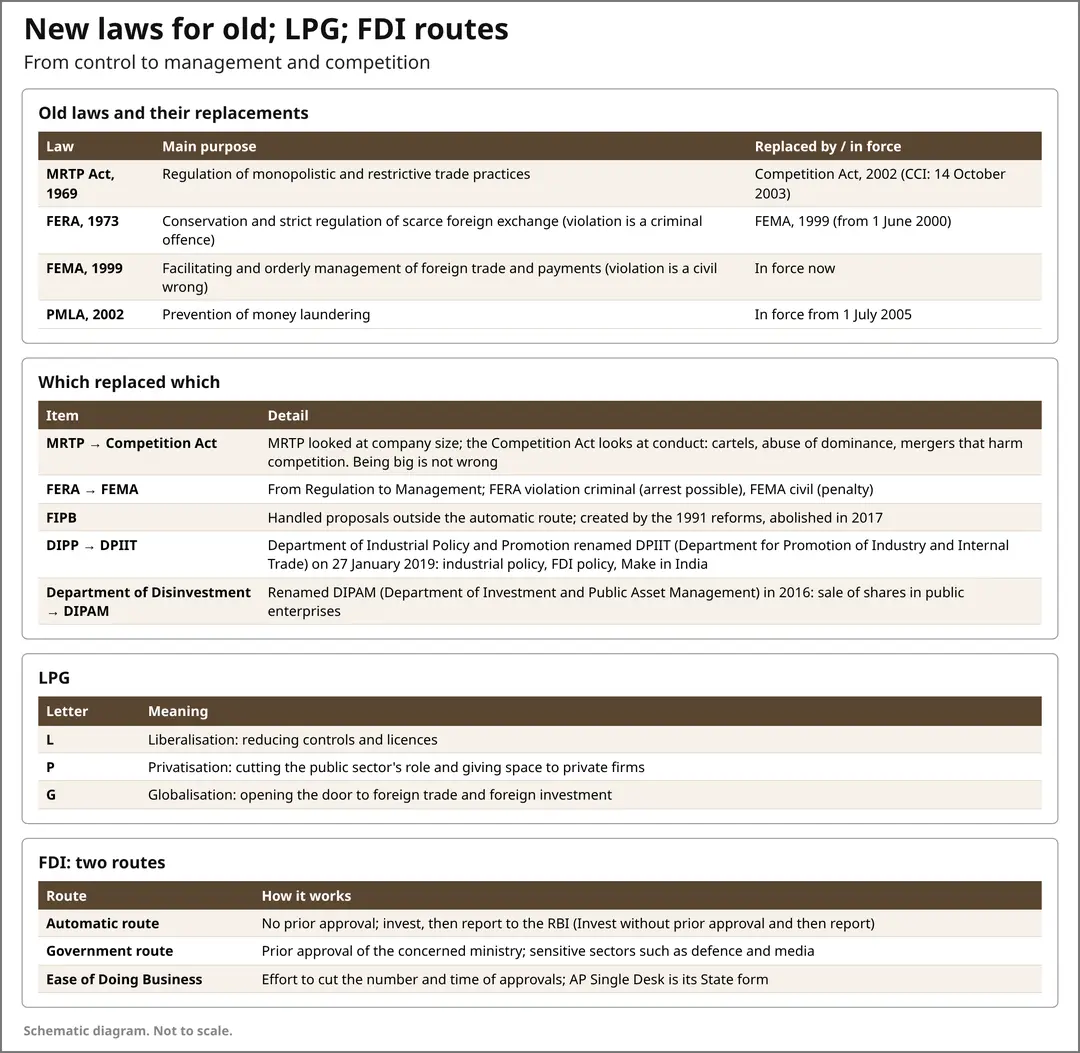 New laws for old; LPG; FDI routes
From control to management and competition
Old laws and their replacements
Law Main purpose Replaced by / in force
MRTP Act, Regulation of monopolistic and restrictive trade practices Competition Act, 2002 (CCI: 14 October
1969 2003)
FERA, 1973 Conservation and strict regulation of scarce foreign exchange (violation is a criminal FEMA, 1999 (from 1 June 2000)
offence)
FEMA, 1999 Facilitating and orderly management of foreign trade and payments (violation is a civil In force now
wrong)
PMLA, 2002 Prevention of money laundering In force from 1 July 2005
Which replaced which
Item Detail
MRTP → Competition Act MRTP looked at company size; the Competition Act looks at conduct: cartels, abuse of dominance, mergers that harm
competition. Being big is not wrong
FERA → FEMA From Regulation to Management; FERA violation criminal (arrest possible), FEMA civil (penalty)
FIPB Handled proposals outside the automatic route; created by the 1991 reforms, abolished in 2017
DIPP → DPIIT Department of Industrial Policy and Promotion renamed DPIIT (Department for Promotion of Industry and Internal
Trade) on 27 January 2019: industrial policy, FDI policy, Make in India
Department of Disinvestment Renamed DIPAM (Department of Investment and Public Asset Management) in 2016: sale of shares in public
→ DIPAM enterprises
LPG
Letter Meaning
L Liberalisation: reducing controls and licences
P Privatisation: cutting the public sector's role and giving space to private firms
G Globalisation: opening the door to foreign trade and foreign investment
FDI: two routes
Route How it works
Automatic route No prior approval; invest, then report to the RBI (Invest without prior approval and then report)
Government route Prior approval of the concerned ministry; sensitive sectors such as defence and media
Ease of Doing Business Effort to cut the number and time of approvals; AP Single Desk is its State form
Schematic diagram. Not to scale.